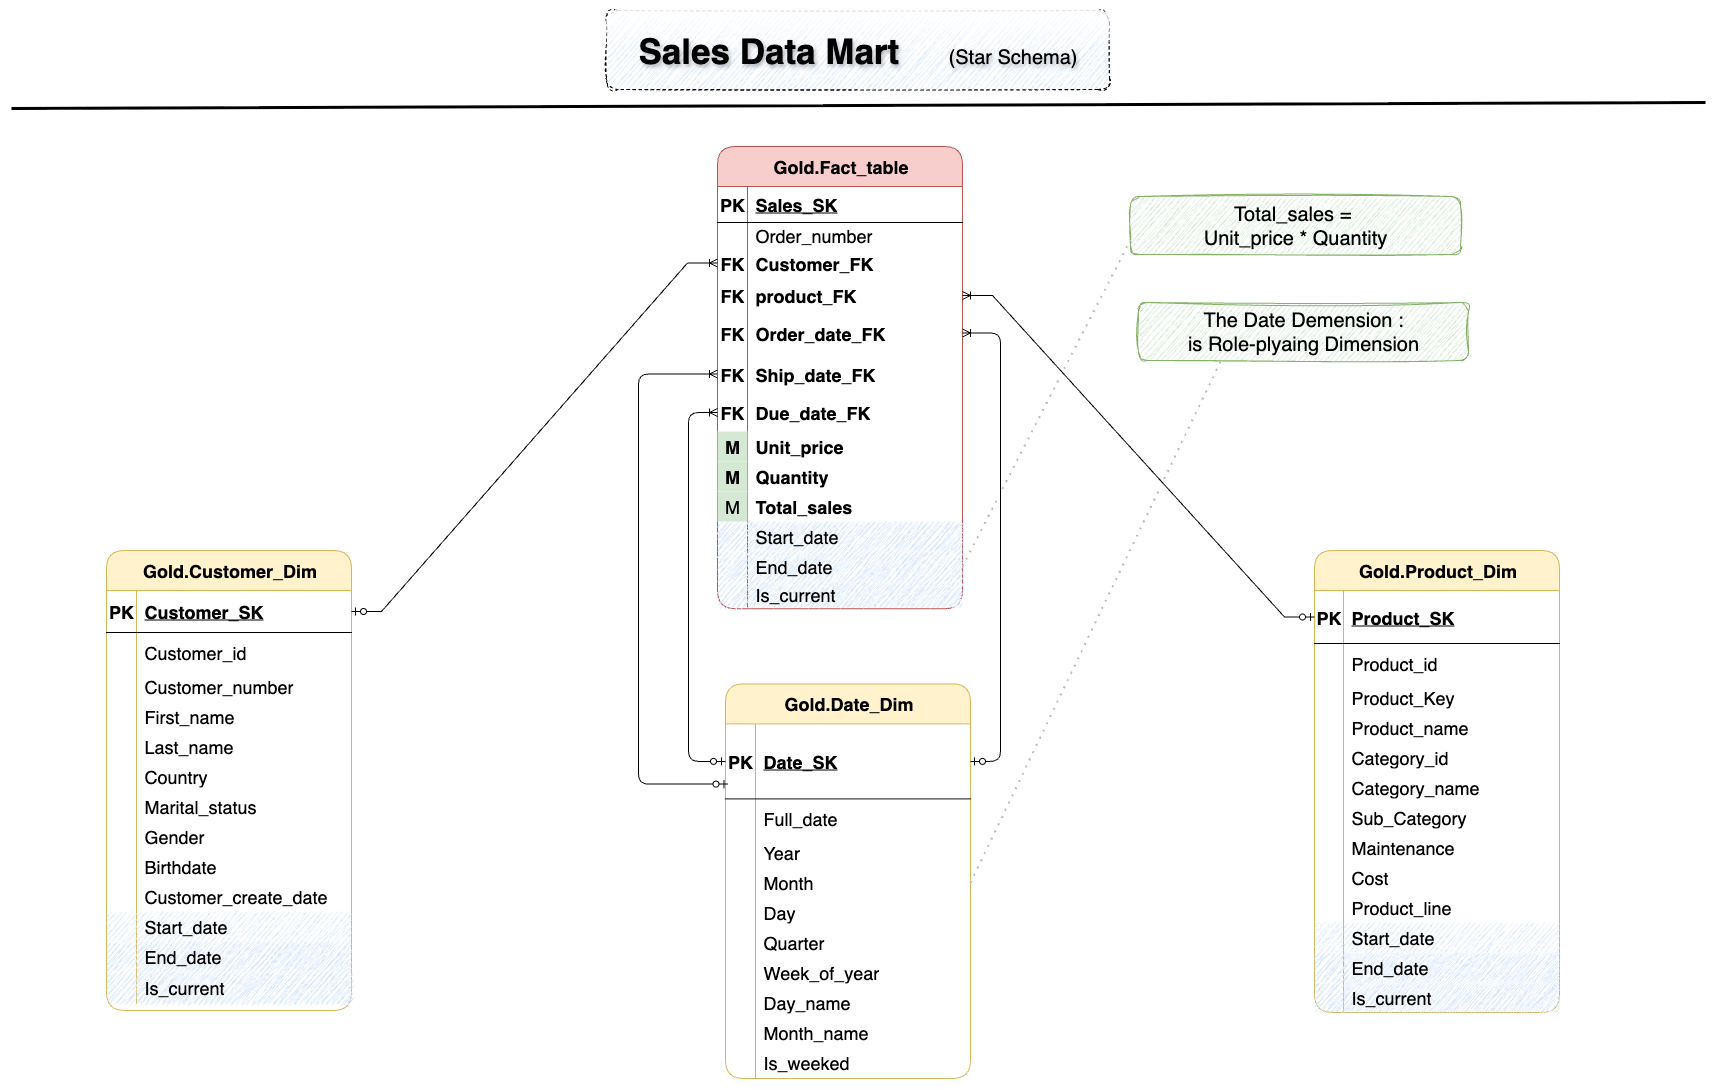 Sales Data Mart (Star Schema)
Gold.Fact_table
PK Sales_SK
Order_number
FK Customer_FK
FK product_FK
FK Order_date_FK
FK Ship_date_FK
FK Due_date_FK
M Unit_price
M Quantity
M Total_sales
Start_date
End_date
Is_current
Total_sales =
Unit_price * Quantity
The Date Demension :
is Role-plyaing Dimension
Gold.Customer_Dim
PK Customer_SK
Customer_id
Customer_number
First_name
Last_name
Country
Marital_status
Gender
Birthdate
Customer_create_date
Start_date
End_date
Is_current
Gold.Date_Dim
PK Date_SK
Full_date
Year
Month
Day
Quarter
Week_of_year
Day_name
Month_name
Is_weeked
Gold.Product_Dim
PK Product_SK
Product_id
Product_Key
Product_name
Category_id
Category_name
Sub_Category
Maintenance
Cost
Product_line
Start_date
End_date
Is_current